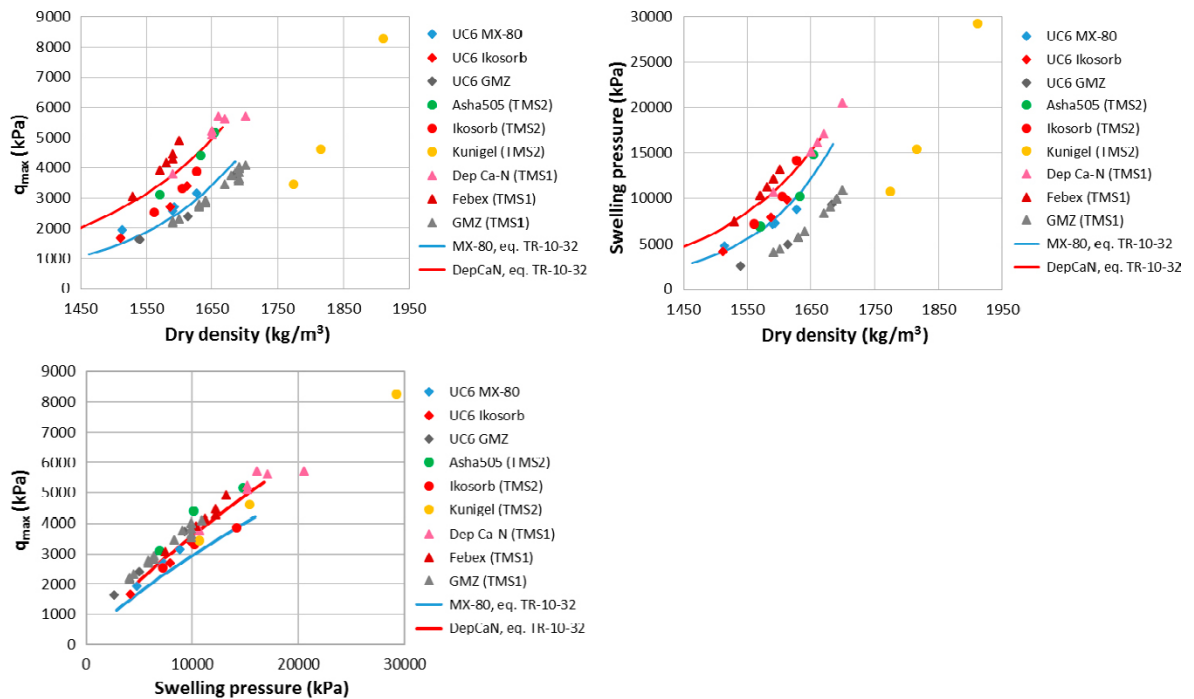 9000
8000
7000
6000
5000
4000
3000
2000
1000
0
q_max (kPa)
1450 1550 1650 1750 1850 1950
Dry density (kg/m³)
UC6 MX-80
UC6 Ikosorb
UC6 GMZ
Asha505 (TMS2)
Ikosorb (TMS2)
Kunigel (TMS2)
Dep Ca-N (TMS1)
Febex (TMS1)
GMZ (TMS1)
MX-80, eq. TR-10-32
DepCaN, eq. TR-10-32
30000
25000
20000
15000
10000
5000
0
Swelling pressure (kPa)
1450 1550 1650 1750 1850 1950
Dry density (kg/m³)
UC6 MX-80
UC6 Ikosorb
UC6 GMZ
Asha505 (TMS2)
Ikosorb (TMS2)
Kunigel (TMS2)
Dep Ca-N (TMS1)
Febex (TMS1)
GMZ (TMS1)
MX-80, eq. TR-10-32
DepCaN, eq. TR-10-32
9000
8000
7000
6000
5000
4000
3000
2000
1000
0
q_max (kPa)
0 10000 20000 30000
Swelling pressure (kPa)
UC6 MX-80
UC6 Ikosorb
UC6 GMZ
Asha505 (TMS2)
Ikosorb (TMS2)
Kunigel (TMS2)
Dep Ca-N (TMS1)
Febex (TMS1)
GMZ (TMS1)
MX-80, eq. TR-10-32
DepCaN, eq. TR-10-32